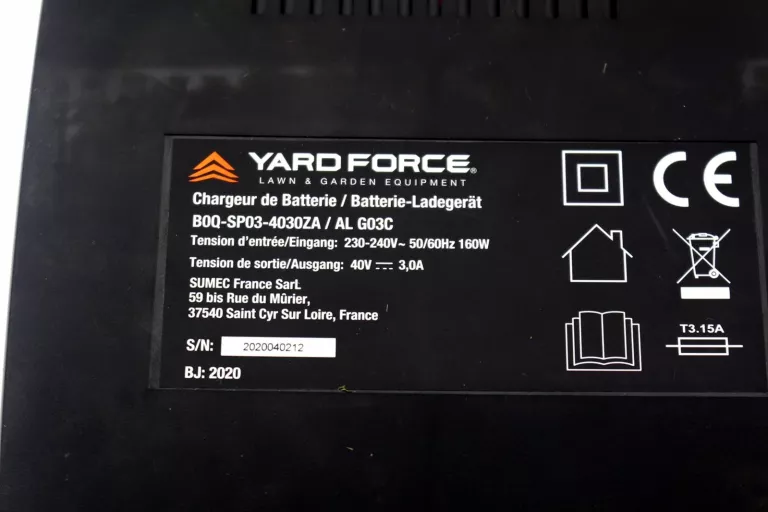 YARD FORCE®
LAWN & GARDEN EQUIPMENT
Chargeur de Batterie / Batterie-Ladegerät
B0Q-SP03-4030ZA / AL G03C
Tension d'entrée/Eingang: 230-240V~ 50/60Hz 160W
Tension de sortie/Ausgang: 40V ⎓ 3,0A
SUMEC France Sarl.
59 bis Rue du Mûrier,
37540 Saint Cyr Sur Loire, France
S/N: 2020040212
BJ: 2020
CE
T3.15A